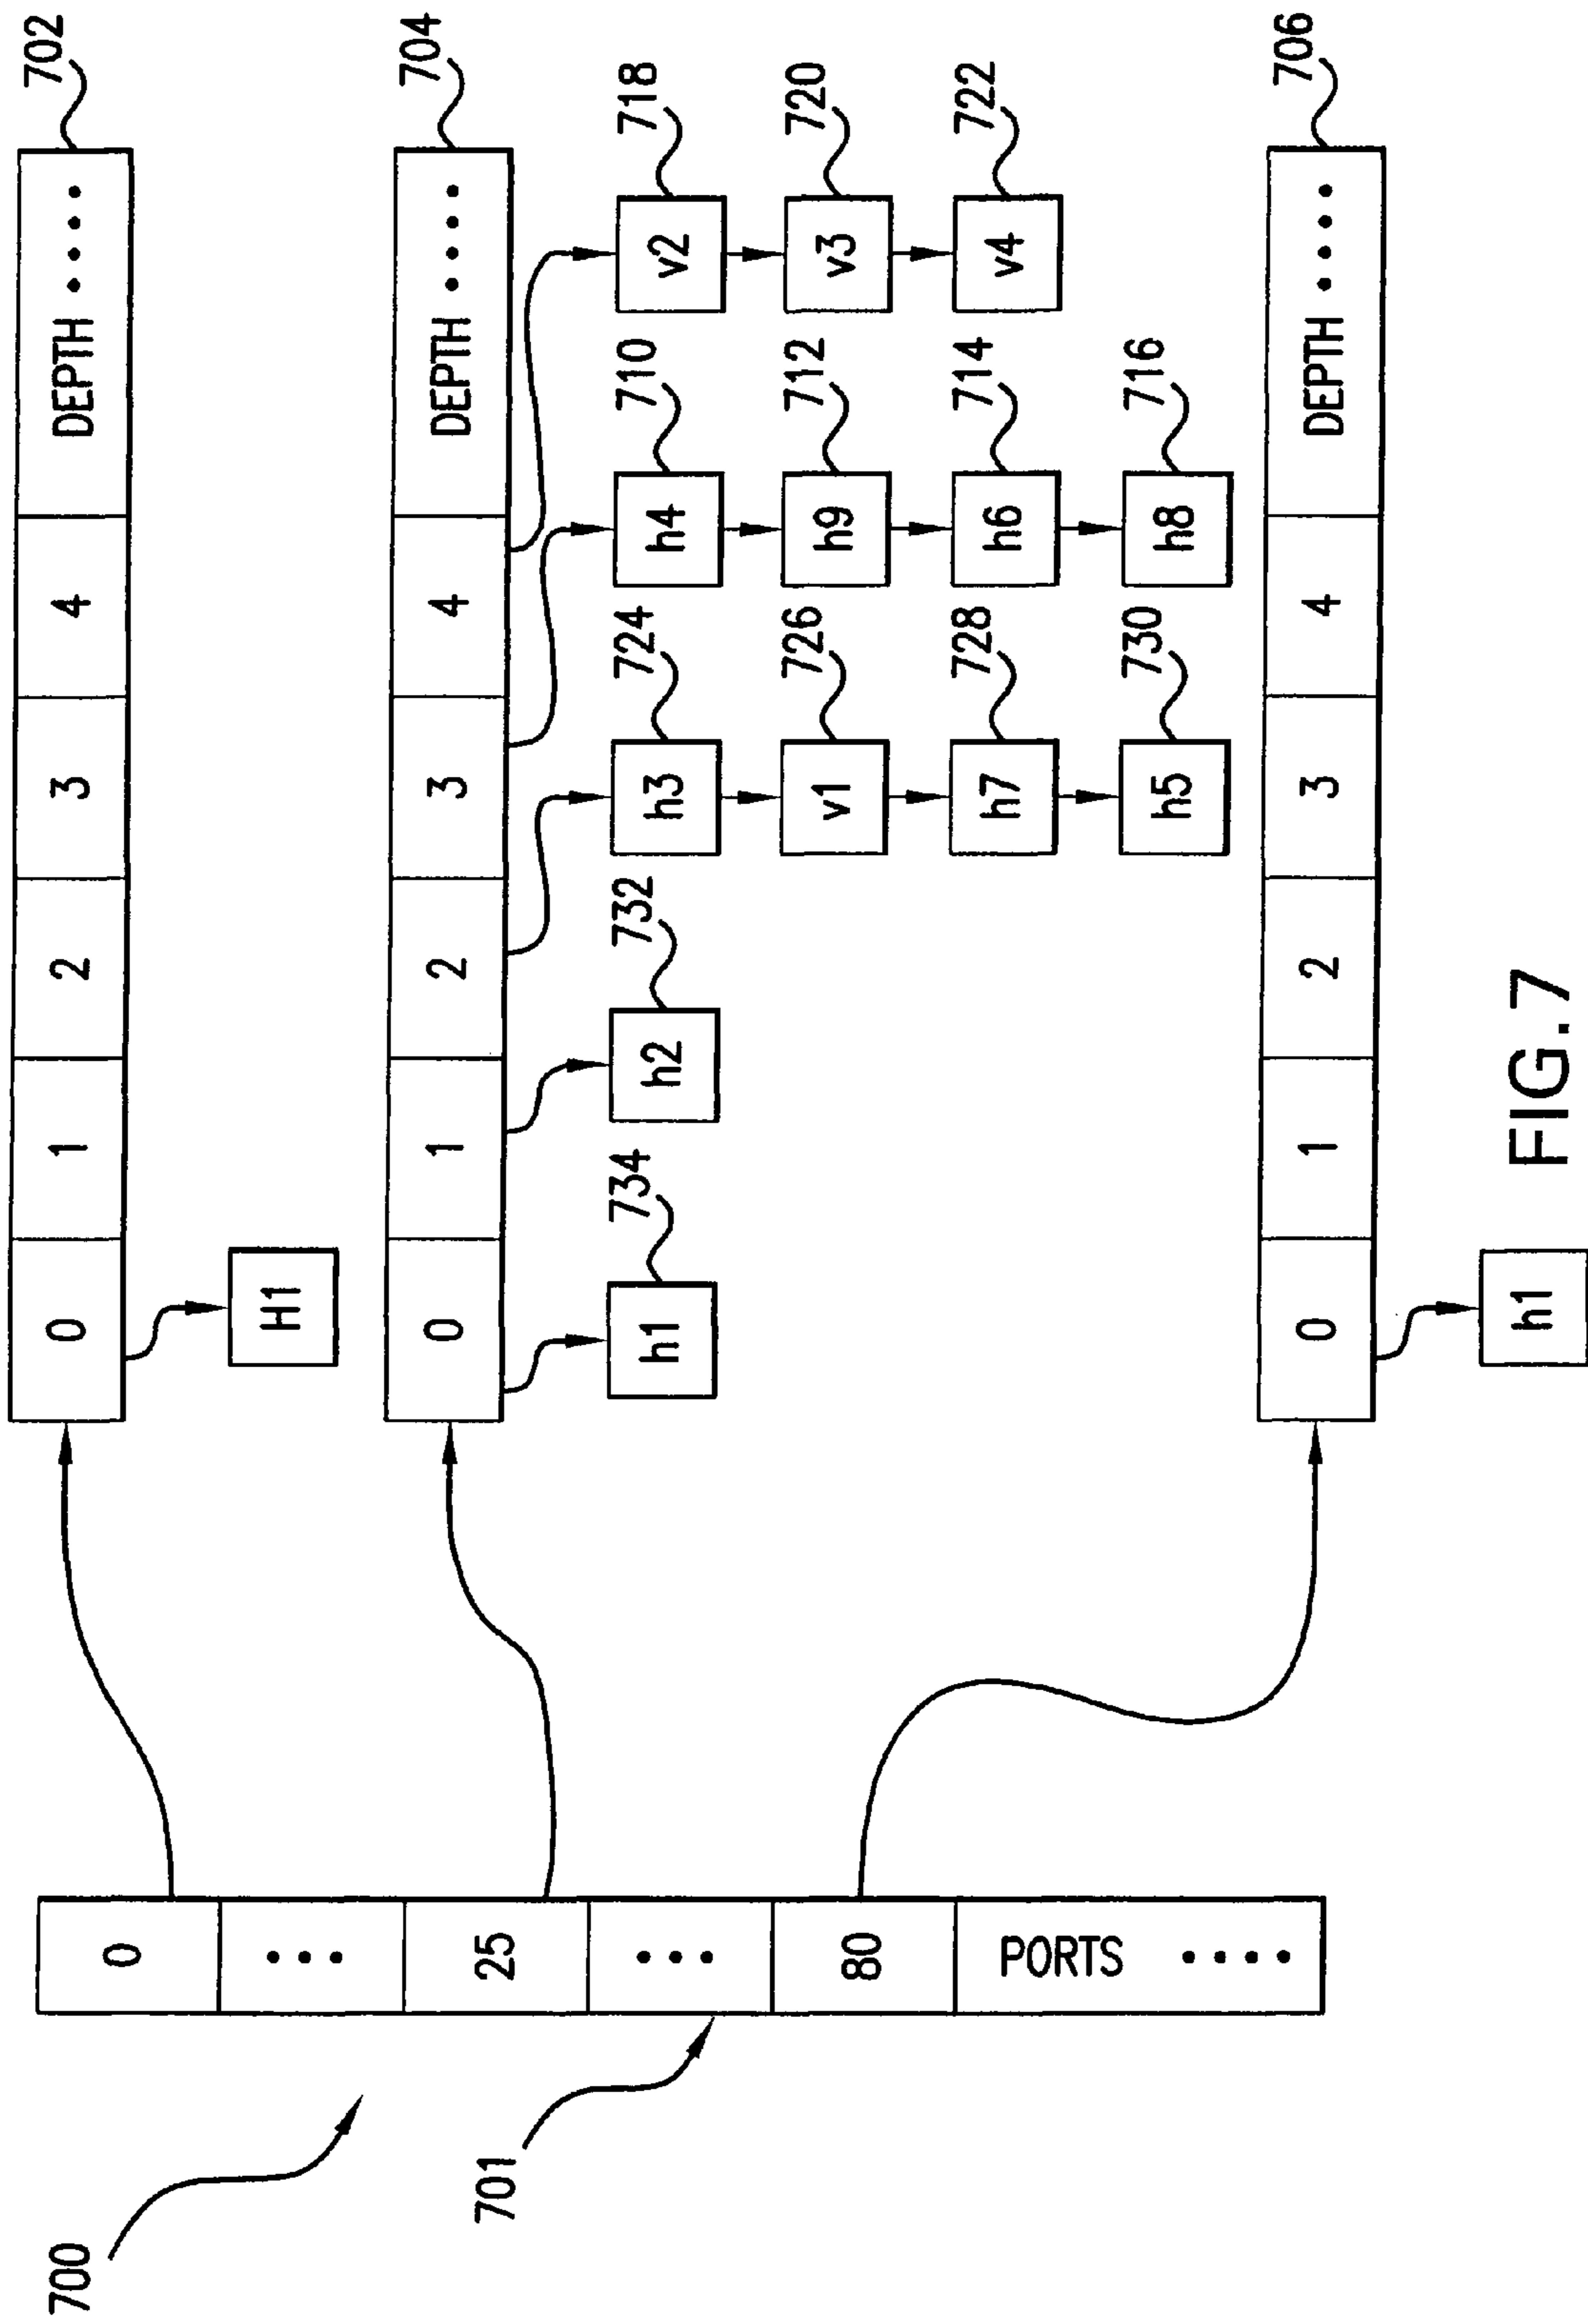 700
701
0
• • •
25
• • •
80
PORTS • • • •
702
0 1 2 3 4 DEPTH • • • •
H1
704
0 1 2 3 4 DEPTH • • • •
734 732 724 710 718
h1 h2 h3 h4 v2
726 712 720
v1 h9 v3
728 714 722
h7 h6 v4
730 716
h5 h8
706
0 1 2 3 4 DEPTH • • • •
h1
FIG.7